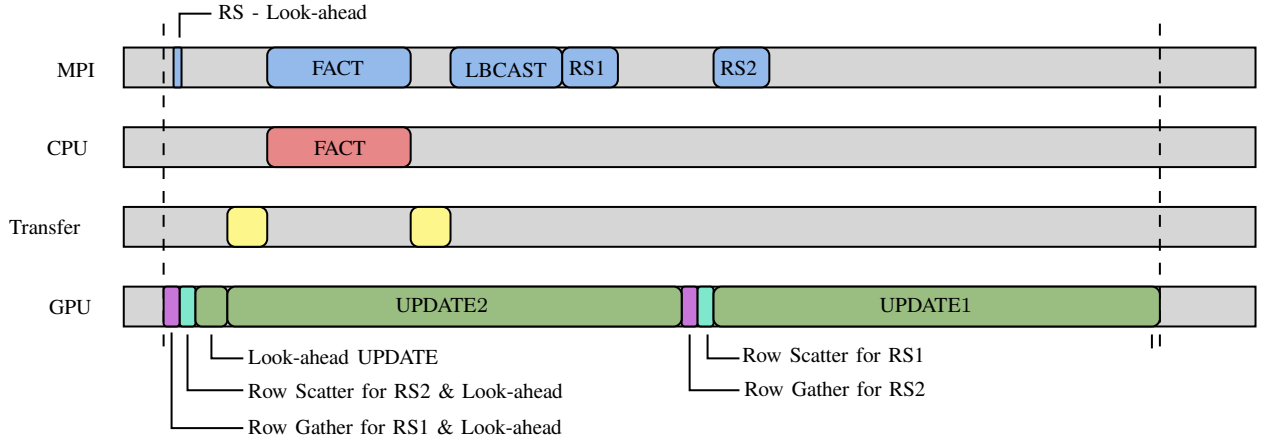 RS - Look-ahead
MPI
FACT
LBCAST
RS1
RS2
CPU
FACT
Transfer
GPU
UPDATE2
UPDATE1
Look-ahead UPDATE
Row Scatter for RS1
Row Scatter for RS2 & Look-ahead
Row Gather for RS2
Row Gather for RS1 & Look-ahead